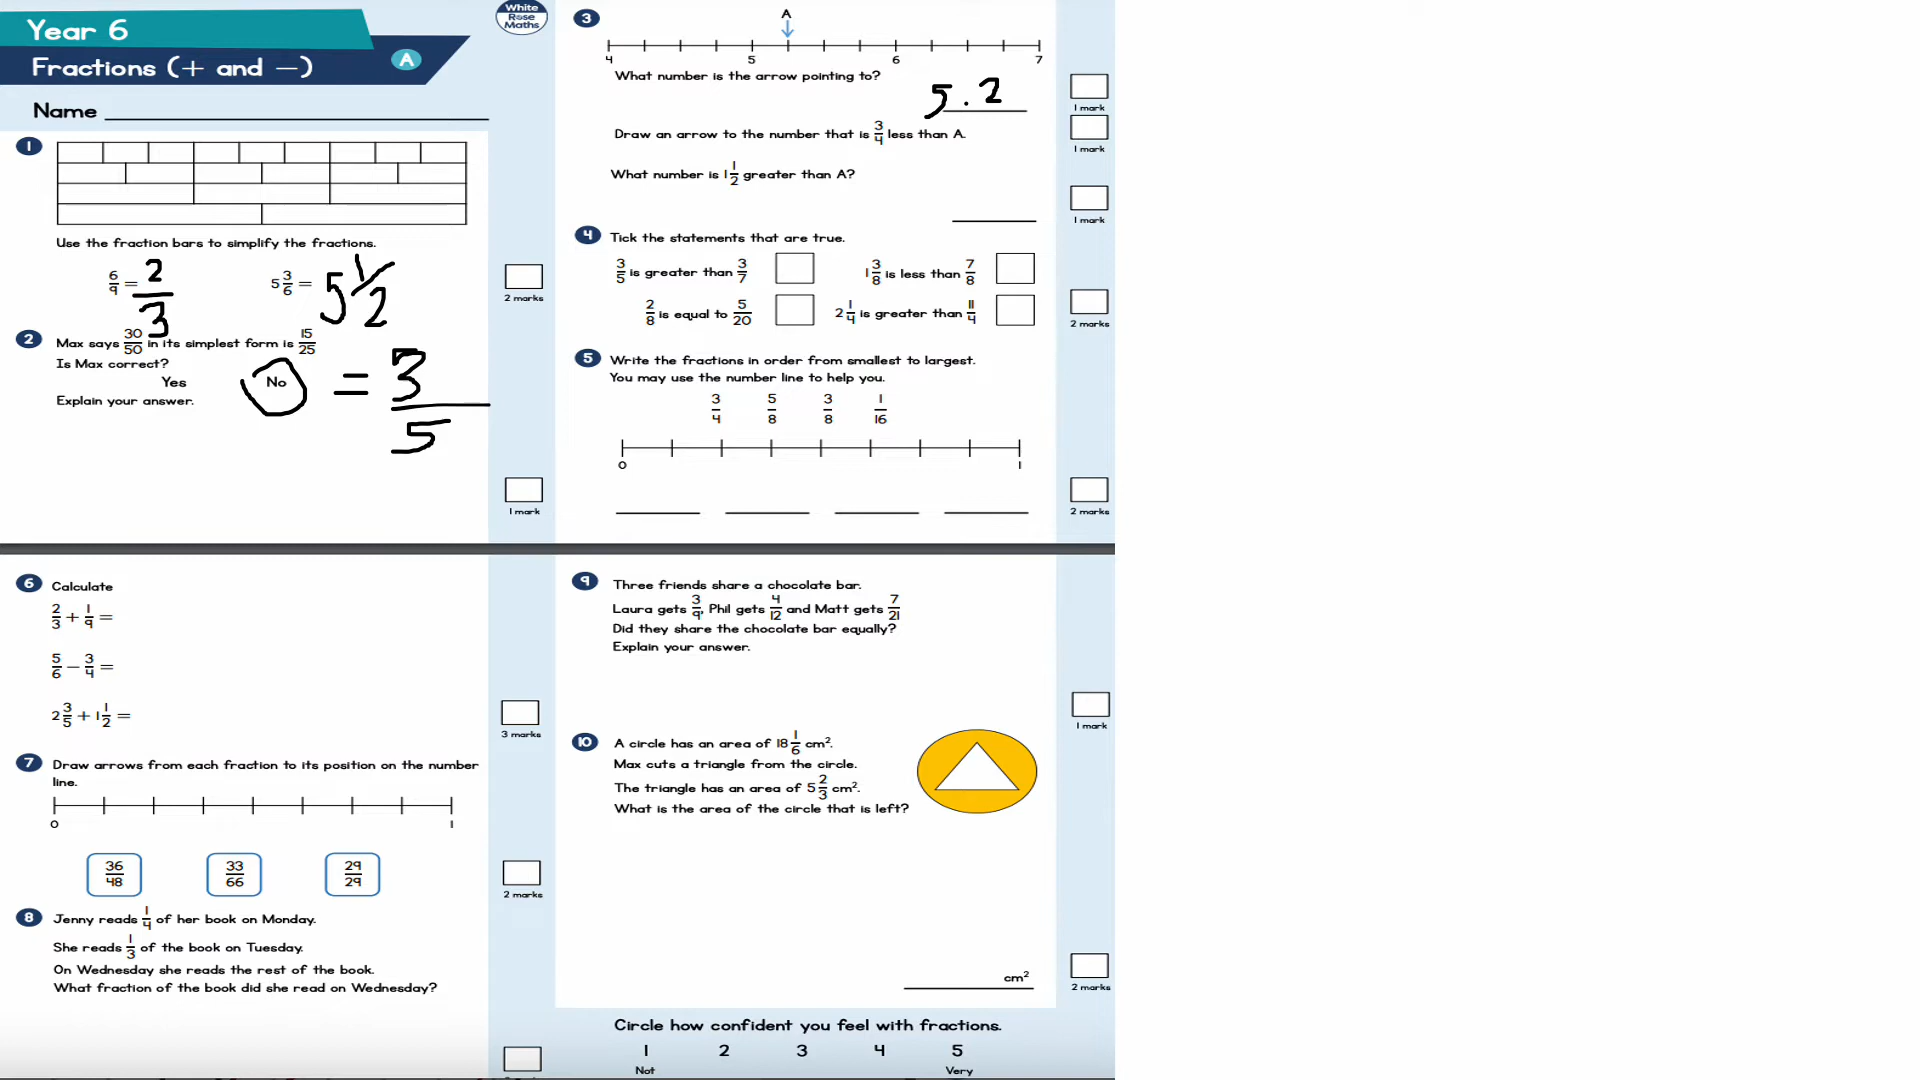 Year 6
Fractions (+ and −)
A
White
Rose
Maths
Name
1
Use the fraction bars to simplify the fractions.
6/9 = 2/3
5 3/6 = 5 1/2
2 marks
2
Max says 30/50 in its simplest form is 15/25
Is Max correct?
Yes
No
= 3/5
Explain your answer.
1 mark
3
A
4 5 6 7
What number is the arrow pointing to?
5.2
1 mark
Draw an arrow to the number that is 3/4 less than A.
1 mark
What number is 1 1/2 greater than A?
1 mark
4
Tick the statements that are true.
3/5 is greater than 3/7
1 3/8 is less than 7/8
2/8 is equal to 5/20
2 1/4 is greater than 11/4
2 marks
5
Write the fractions in order from smallest to largest.
You may use the number line to help you.
3/4 5/8 3/8 1/16
0 1
2 marks
6
Calculate
2/3 + 1/9 =
5/6 − 3/4 =
2 3/5 + 1 1/2 =
3 marks
7
Draw arrows from each fraction to its position on the number
line.
0 1
36/48 33/66 29/29
2 marks
8
Jenny reads 1/4 of her book on Monday.
She reads 1/3 of the book on Tuesday.
On Wednesday she reads the rest of the book.
What fraction of the book did she read on Wednesday?
9
Three friends share a chocolate bar.
Laura gets 3/9, Phil gets 4/12 and Matt gets 7/21
Did they share the chocolate bar equally?
Explain your answer.
1 mark
10
A circle has an area of 18 1/6 cm².
Max cuts a triangle from the circle.
The triangle has an area of 5 2/3 cm².
What is the area of the circle that is left?
cm²
2 marks
Circle how confident you feel with fractions.
1 2 3 4 5
Not Very